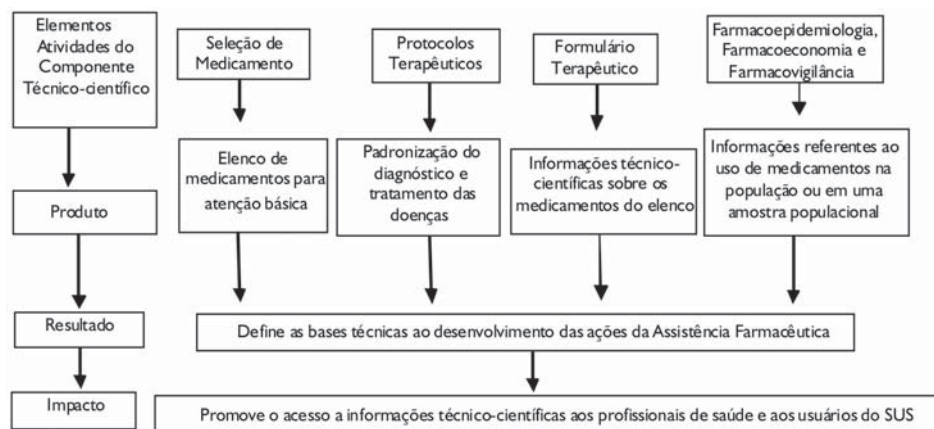 Elementos
Atividades do
Componente
Técnico-científico
Seleção de
Medicamento
Protocolos
Terapêuticos
Formulário
Terapêutico
Farmacoepidemiologia,
Farmacoeconomia e
Farmacovigilância
Produto
Elenco de
medicamentos para
atenção básica
Padronização do
diagnóstico e
tratamento das
doenças
Informações técnico-
científicas sobre os
medicamentos do elenco
Informações referentes ao
uso de medicamentos na
população ou em uma
amostra populacional
Resultado
Define as bases técnicas ao desenvolvimento das ações da Assistência Farmacêutica
Impacto
Promove o acesso a informações técnico-científicas aos profissionais de saúde e aos usuários do SUS